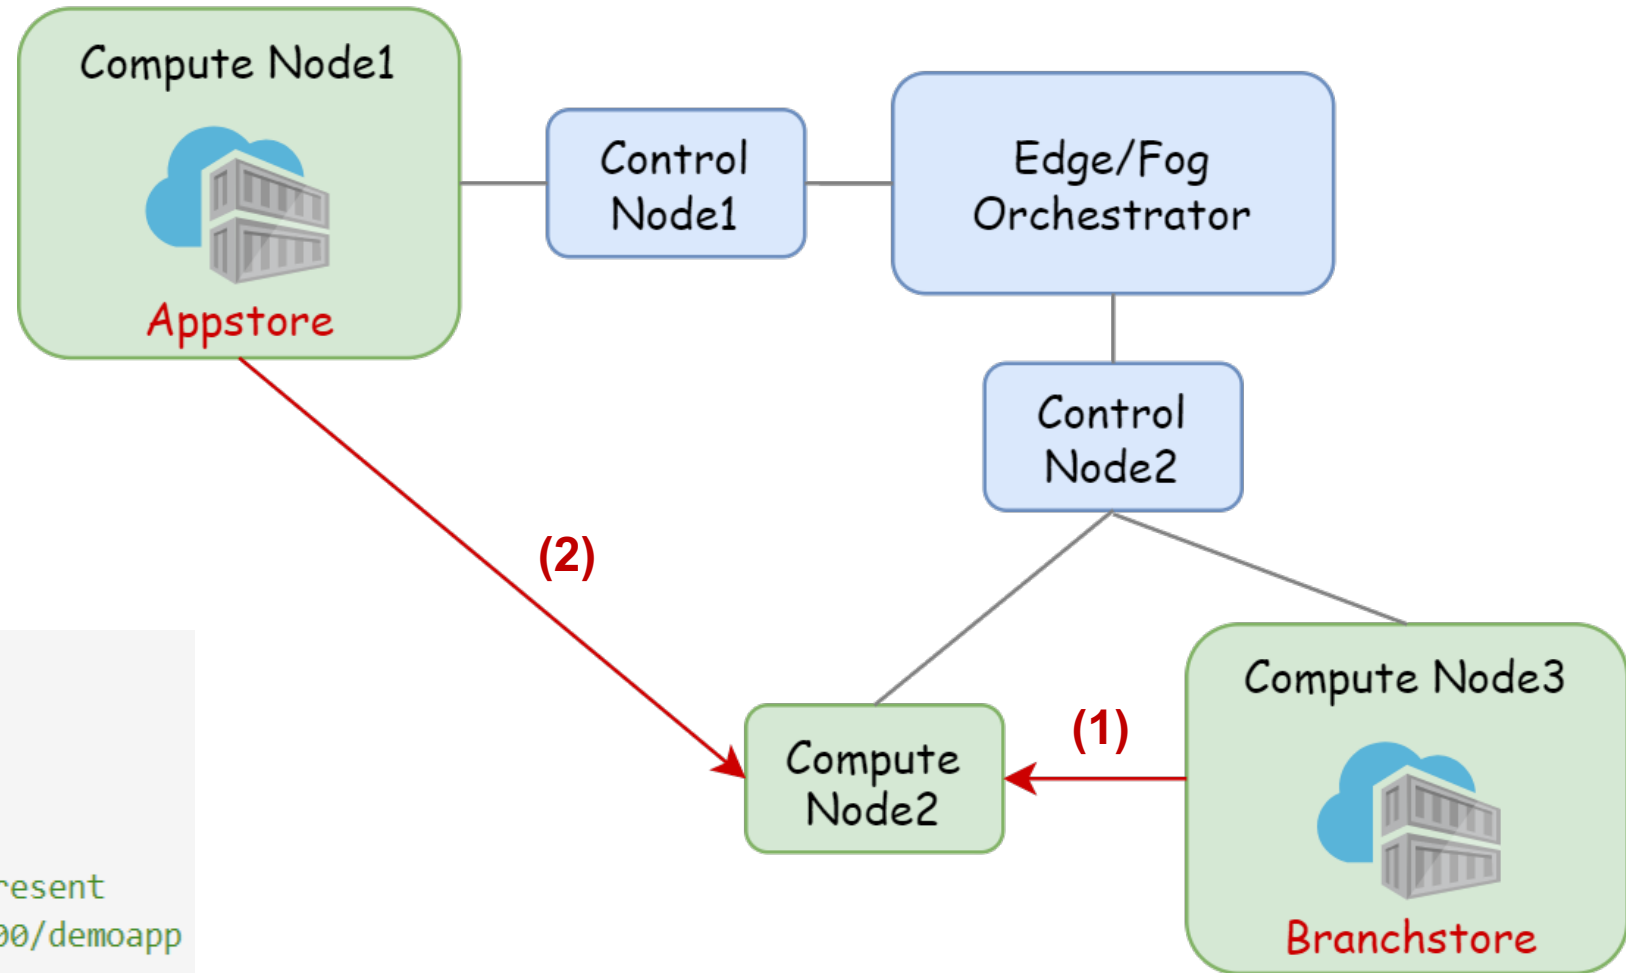 Compute Node1
Appstore
Control
Node1
Edge/Fog
Orchestrator
Control
Node2
(2)
(1)
Compute
Node2
Compute Node3
Branchstore
resent
00/demoapp